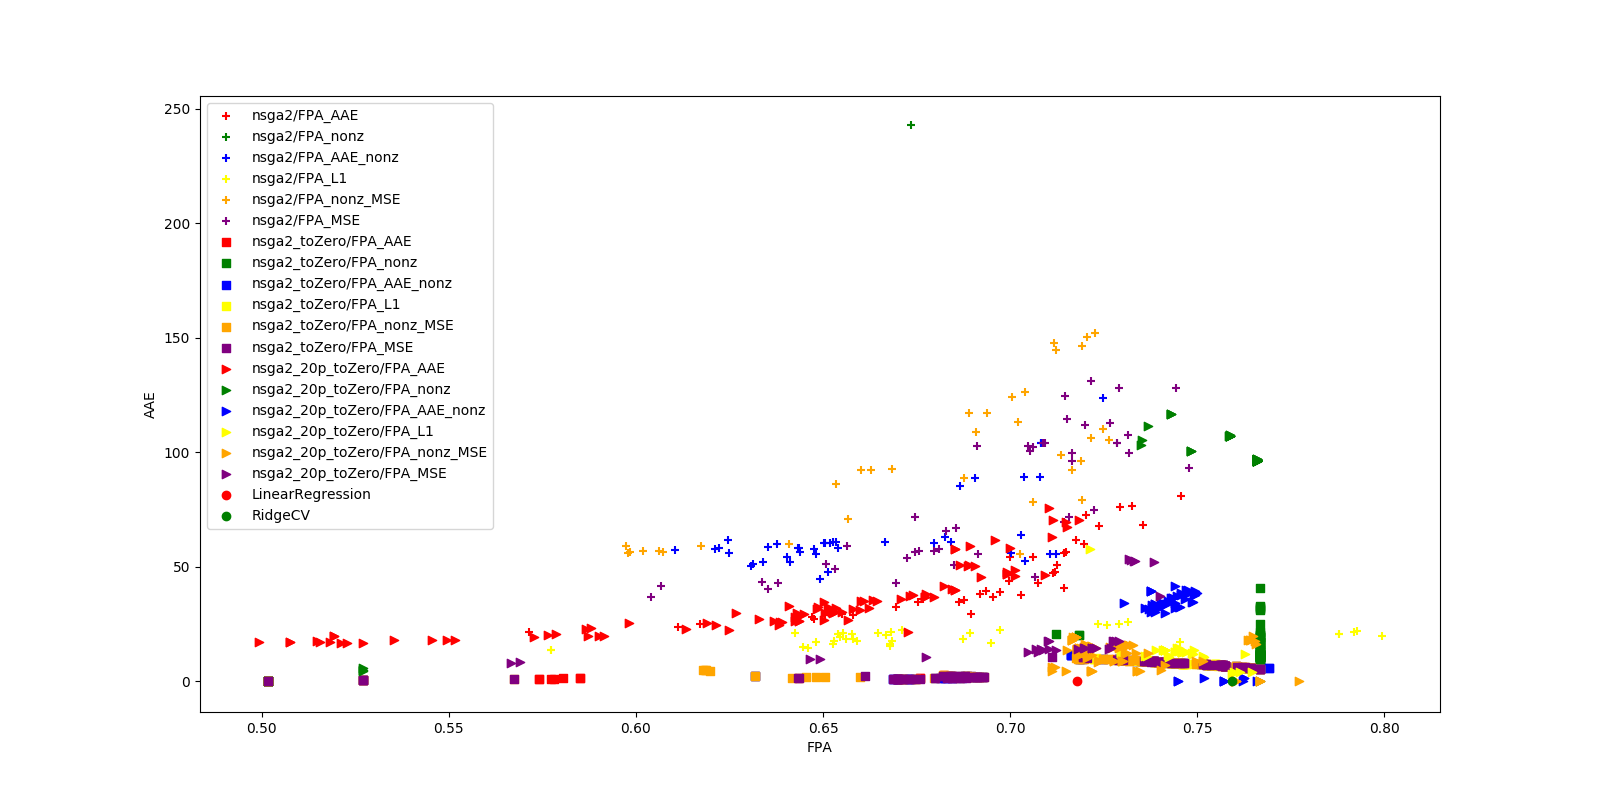 250
200
150
100
50
0
AAE
nsga2/FPA_AAE
nsga2/FPA_nonz
nsga2/FPA_AAE_nonz
nsga2/FPA_L1
nsga2/FPA_nonz_MSE
nsga2/FPA_MSE
nsga2_toZero/FPA_AAE
nsga2_toZero/FPA_nonz
nsga2_toZero/FPA_AAE_nonz
nsga2_toZero/FPA_L1
nsga2_toZero/FPA_nonz_MSE
nsga2_toZero/FPA_MSE
nsga2_20p_toZero/FPA_AAE
nsga2_20p_toZero/FPA_nonz
nsga2_20p_toZero/FPA_AAE_nonz
nsga2_20p_toZero/FPA_L1
nsga2_20p_toZero/FPA_nonz_MSE
nsga2_20p_toZero/FPA_MSE
LinearRegression
RidgeCV
0.50 0.55 0.60 0.65 0.70 0.75 0.80
FPA